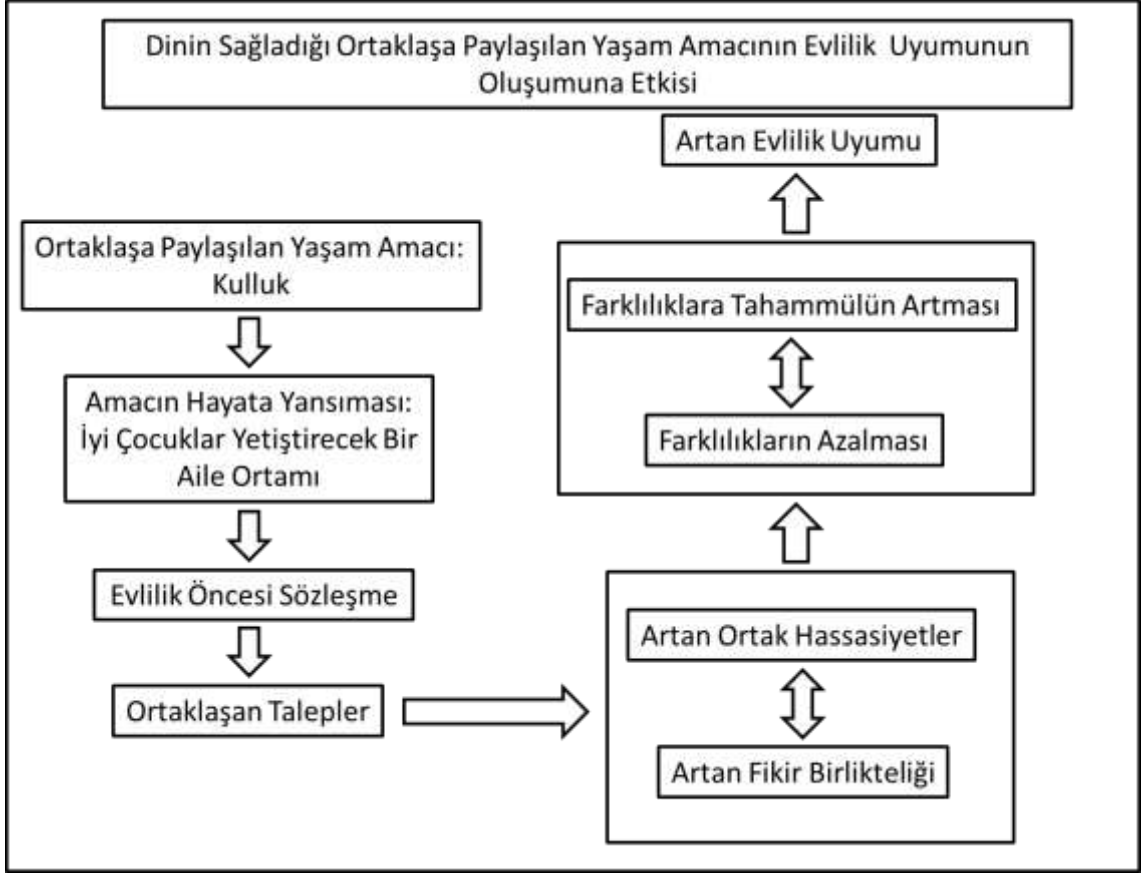 Dinin Sağladığı Ortaklaşa Paylaşılan Yaşam Amacının Evlilik Uyumunun
Oluşumuna Etkisi
Ortaklaşa Paylaşılan Yaşam Amacı:
Kulluk
Amacın Hayata Yansıması:
İyi Çocuklar Yetiştirecek Bir
Aile Ortamı
Evlilik Öncesi Sözleşme
Ortaklaşan Talepler
Artan Ortak Hassasiyetler
Artan Fikir Birlikteliği
Farklılıklara Tahammülün Artması
Farklılıkların Azalması
Artan Evlilik Uyumu